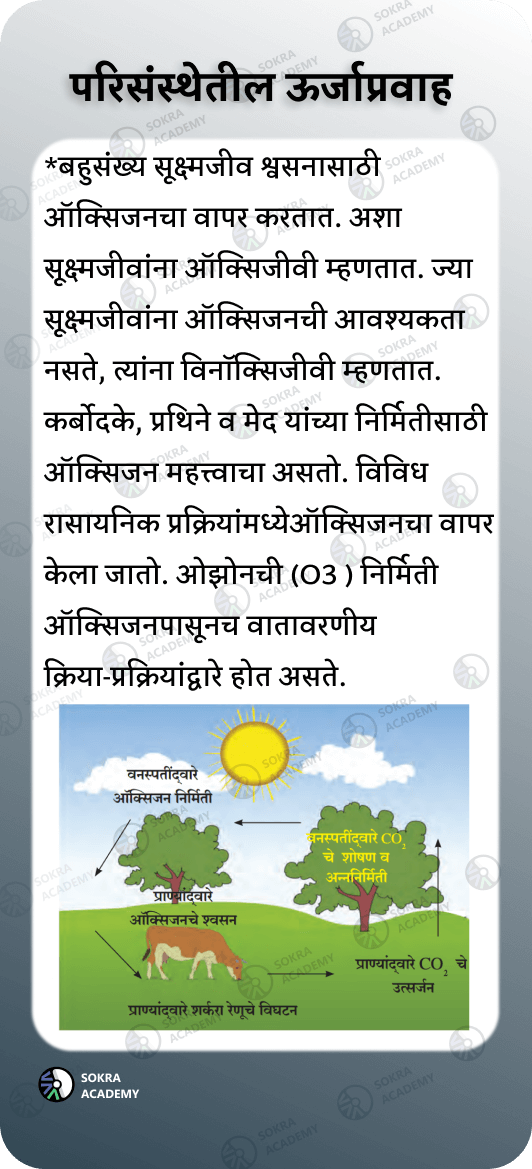 परिसंस्थेतील ऊर्जाप्रवाह
*बहुसंख्य सूक्ष्मजीव श्वसनासाठी
ऑक्सिजनचा वापर करतात. अशा
सूक्ष्मजीवांना ऑक्सिजीवी म्हणतात. ज्या
सूक्ष्मजीवांना ऑक्सिजनची आवश्यकता
नसते, त्यांना विनॉक्सिजीवी म्हणतात.
कर्बोदके, प्रथिने व मेद यांच्या निर्मितीसाठी
ऑक्सिजन महत्त्वाचा असतो. विविध
रासायनिक प्रक्रियांमध्येऑक्सिजनचा वापर
केला जातो. ओझोनची (O3 ) निर्मिती
ऑक्सिजनपासूनच वातावरणीय
क्रिया-प्रक्रियांद्वारे होत असते.
वनस्पतींद्वारे
ऑक्सिजन निर्मिती
वनस्पतींद्वारे CO₂
चे शोषण व
अन्ननिर्मिती
प्राण्यांद्वारे
ऑक्सिजनचे श्वसन
प्राण्यांद्वारे CO₂ चे
उत्सर्जन
प्राण्यांद्वारे शर्करा रेणूचे विघटन
SOKRA
ACADEMY